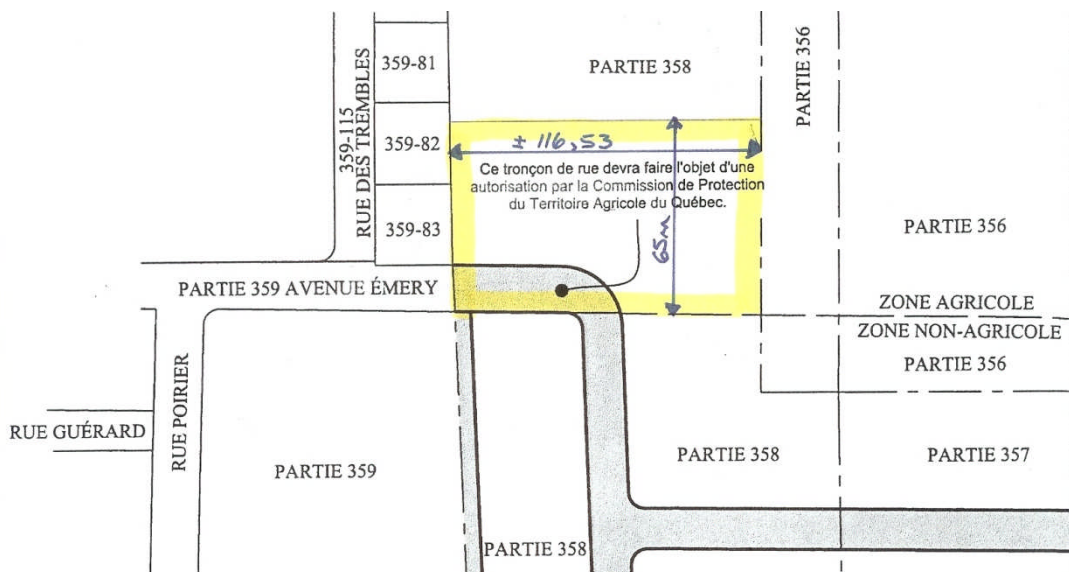 359-81
PARTIE 358
PARTIE 356
359-115
RUE DES TREMBLES
359-82
± 116,53
Ce tronçon de rue devra faire l'objet d'une
autorisation par la Commission de Protection
du Territoire Agricole du Québec.
359-83
65m
PARTIE 356
PARTIE 359 AVENUE ÉMERY
ZONE AGRICOLE
ZONE NON-AGRICOLE
PARTIE 356
RUE GUÉRARD
RUE POIRIER
PARTIE 359
PARTIE 358
PARTIE 357
PARTIE 358